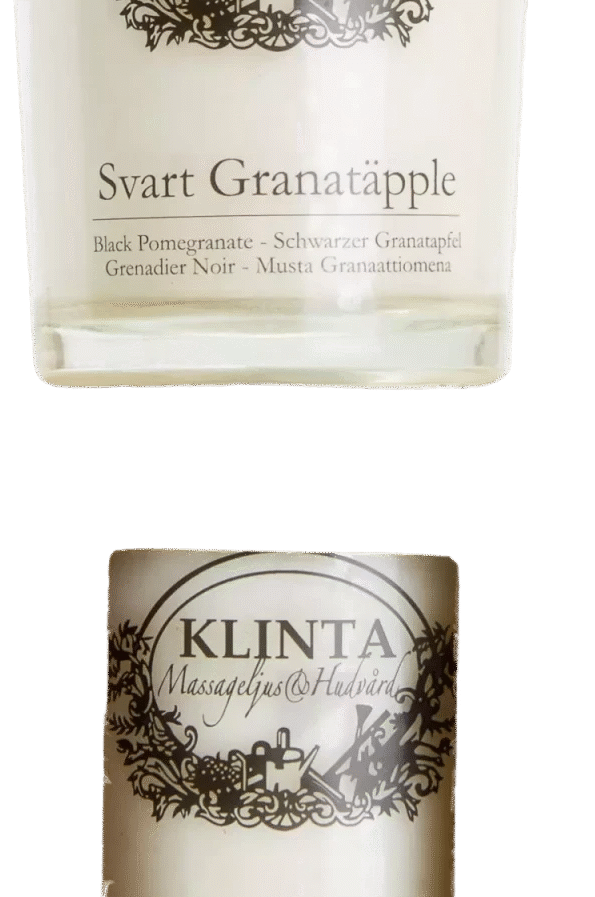 Svart Granatäpple
Black Pomegranate - Schwarzer Granatapfel
Grenadier Noir - Musta Granaattiomena
KLINTA
Massageljus & Hudvård